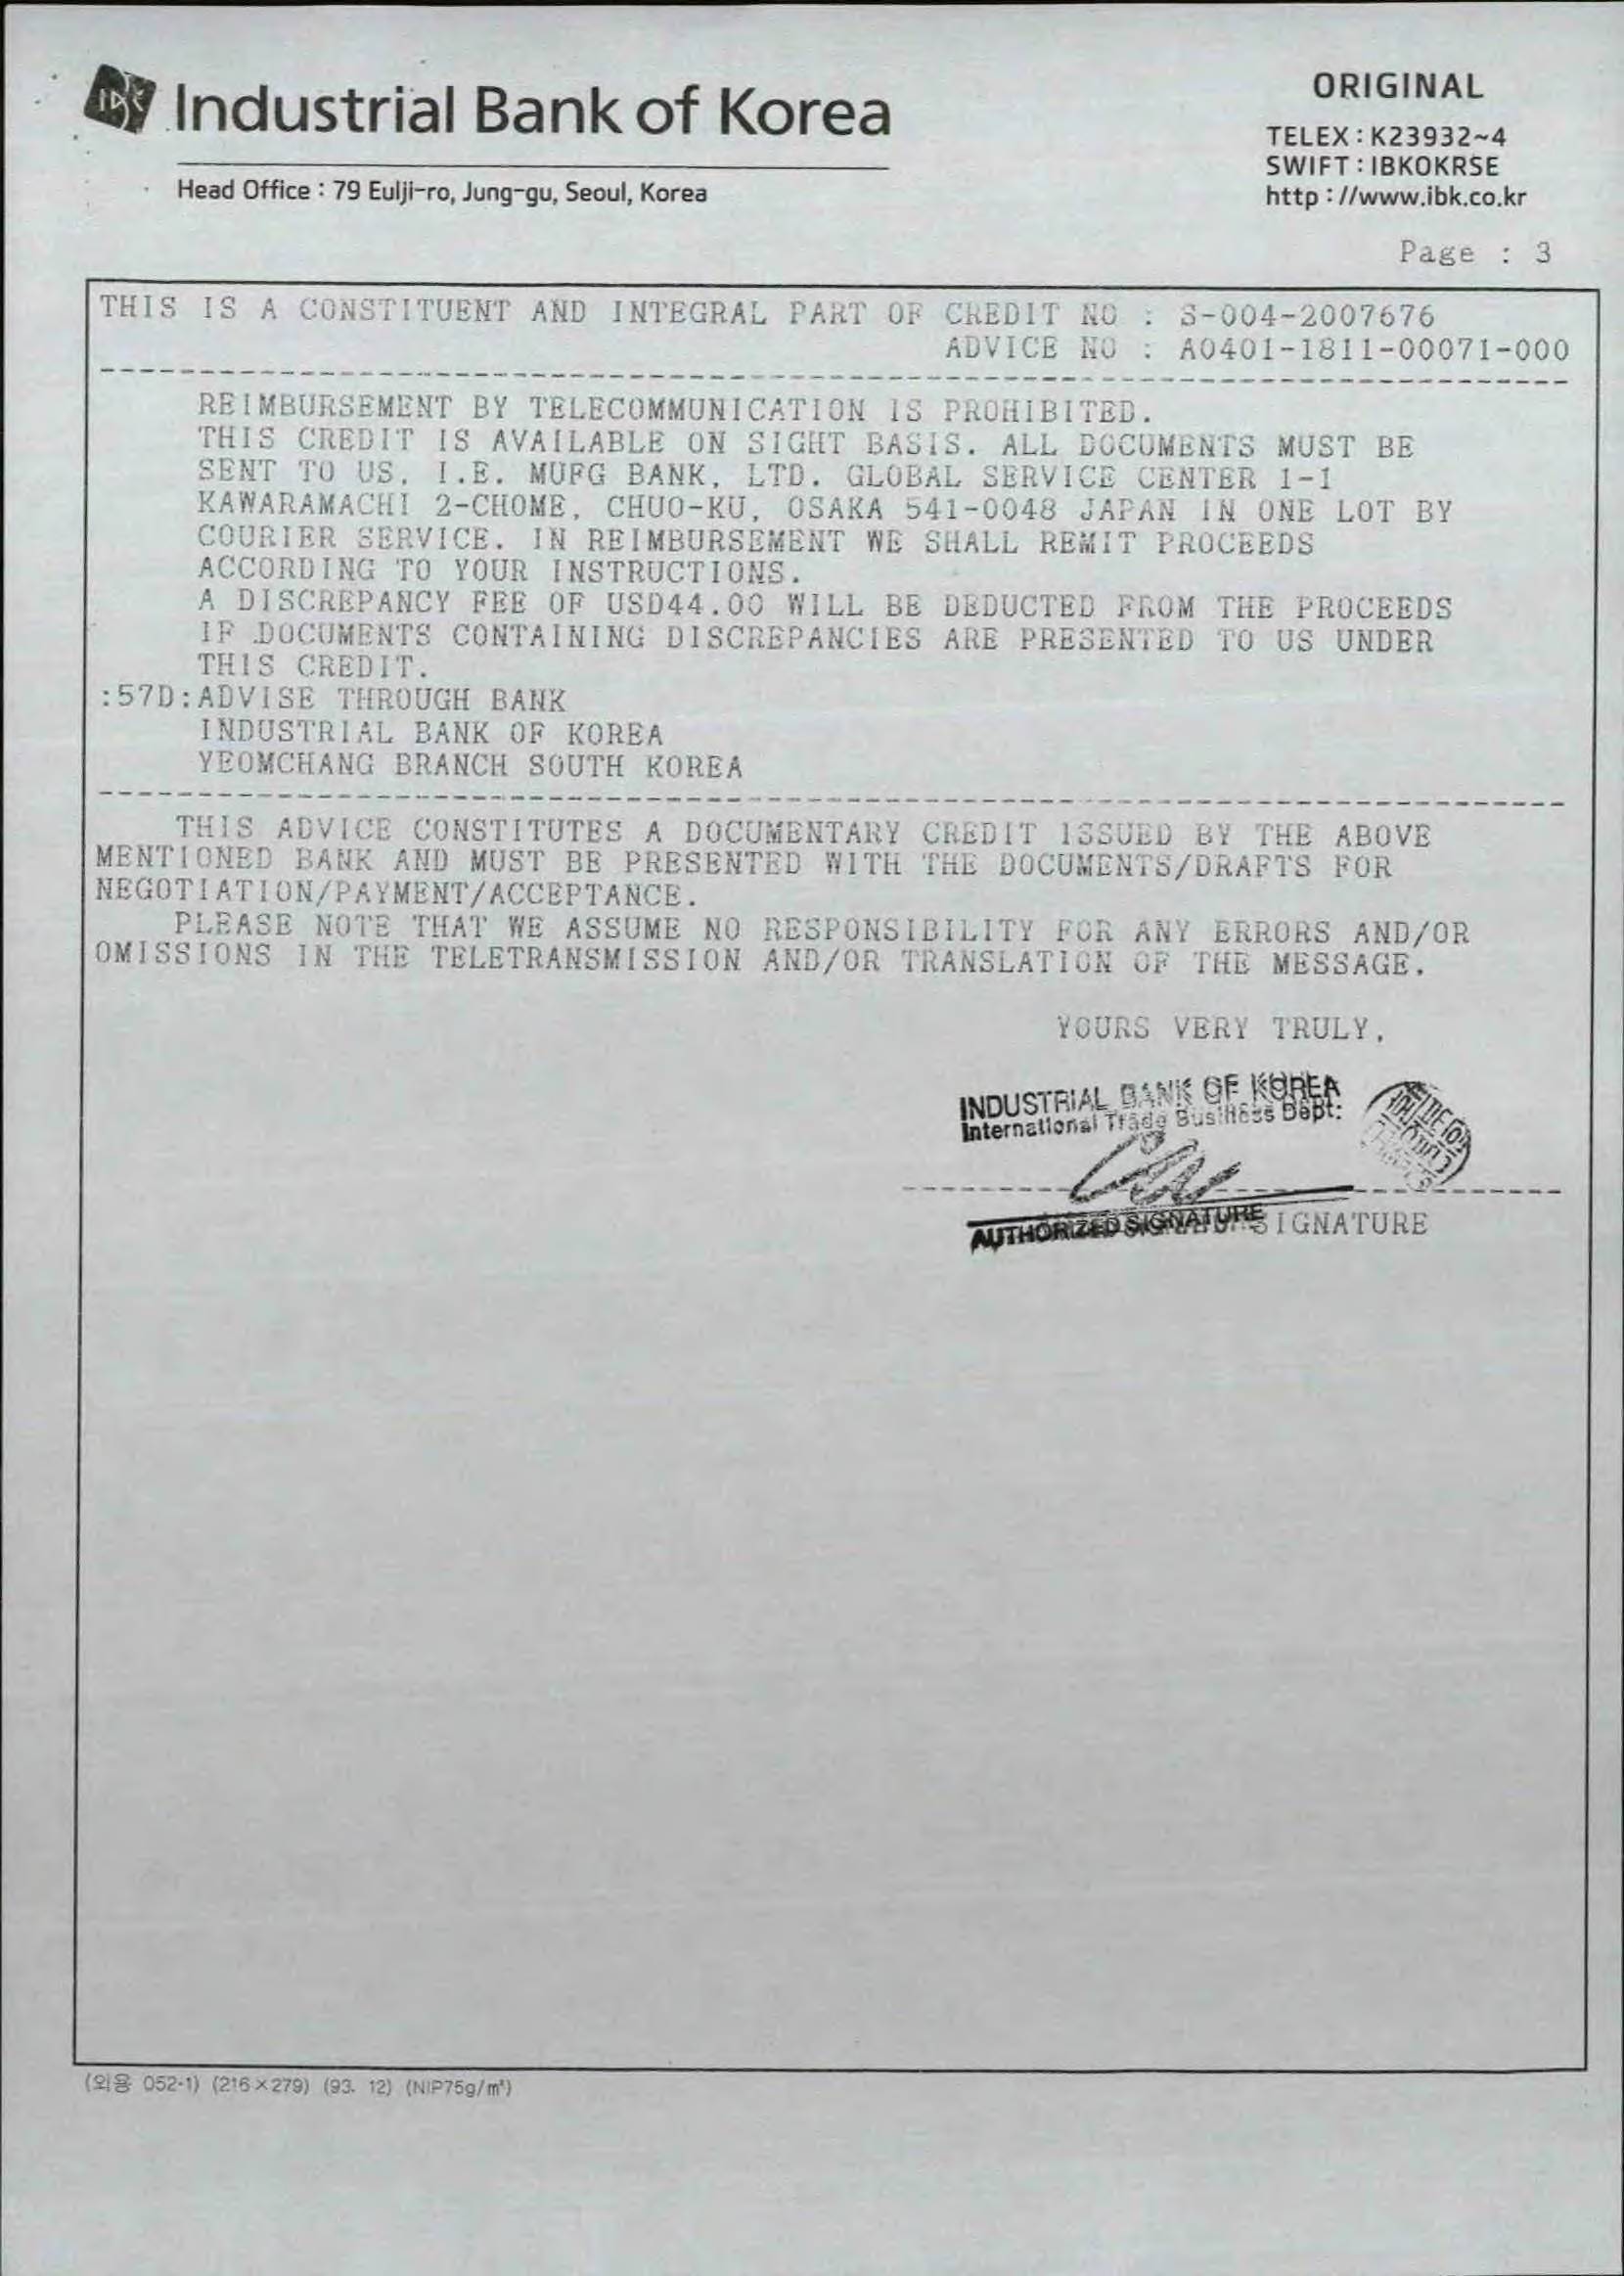 IBK Industrial Bank of Korea
Head Office : 79 Eulji-ro, Jung-gu, Seoul, Korea
ORIGINAL
TELEX : K23932~4
SWIFT : IBKOKRSE
http : //www.ibk.co.kr
Page : 3
THIS IS A CONSTITUENT AND INTEGRAL PART OF CREDIT NO : S-004-2007676
ADVICE NO : A0401-1811-00071-000
REIMBURSEMENT BY TELECOMMUNICATION IS PROHIBITED.
THIS CREDIT IS AVAILABLE ON SIGHT BASIS. ALL DOCUMENTS MUST BE
SENT TO US, I.E. MUFG BANK, LTD. GLOBAL SERVICE CENTER 1-1
KAWARAMACHI 2-CHOME, CHUO-KU, OSAKA 541-0048 JAPAN IN ONE LOT BY
COURIER SERVICE. IN REIMBURSEMENT WE SHALL REMIT PROCEEDS
ACCORDING TO YOUR INSTRUCTIONS.
A DISCREPANCY FEE OF USD44.00 WILL BE DEDUCTED FROM THE PROCEEDS
IF DOCUMENTS CONTAINING DISCREPANCIES ARE PRESENTED TO US UNDER
THIS CREDIT.
:57D:ADVISE THROUGH BANK
INDUSTRIAL BANK OF KOREA
YEOMCHANG BRANCH SOUTH KOREA
THIS ADVICE CONSTITUTES A DOCUMENTARY CREDIT ISSUED BY THE ABOVE
MENTIONED BANK AND MUST BE PRESENTED WITH THE DOCUMENTS/DRAFTS FOR
NEGOTIATION/PAYMENT/ACCEPTANCE.
PLEASE NOTE THAT WE ASSUME NO RESPONSIBILITY FOR ANY ERRORS AND/OR
OMISSIONS IN THE TELETRANSMISSION AND/OR TRANSLATION OF THE MESSAGE.
YOURS VERY TRULY,
INDUSTRIAL BANK OF KOREA
International Trade Business Dept:
AUTHORIZED SIGNATURE SIGNATURE
(외용 052-1) (216×279) (93. 12) (NIP75g/m²)